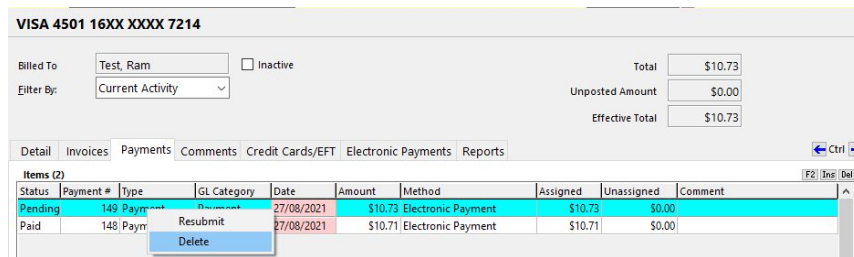 VISA 4501 16XX XXXX 7214
Billed To Test, Ram Inactive Total $10.73
Filter By: Current Activity Unposted Amount $0.00
Effective Total $10.73
Detail Invoices Payments Comments Credit Cards/EFT Electronic Payments Reports Ctrl
Items (2) F2 Ins Del
Status Payment # Type GL Category Date Amount Method Assigned Unassigned Comment
Pending 149 Payment Payment 27/08/2021 $10.73 Electronic Payment $10.73 $0.00
Paid 148 Paym 27/08/2021 $10.71 Electronic Payment $10.71 $0.00
Resubmit
Delete